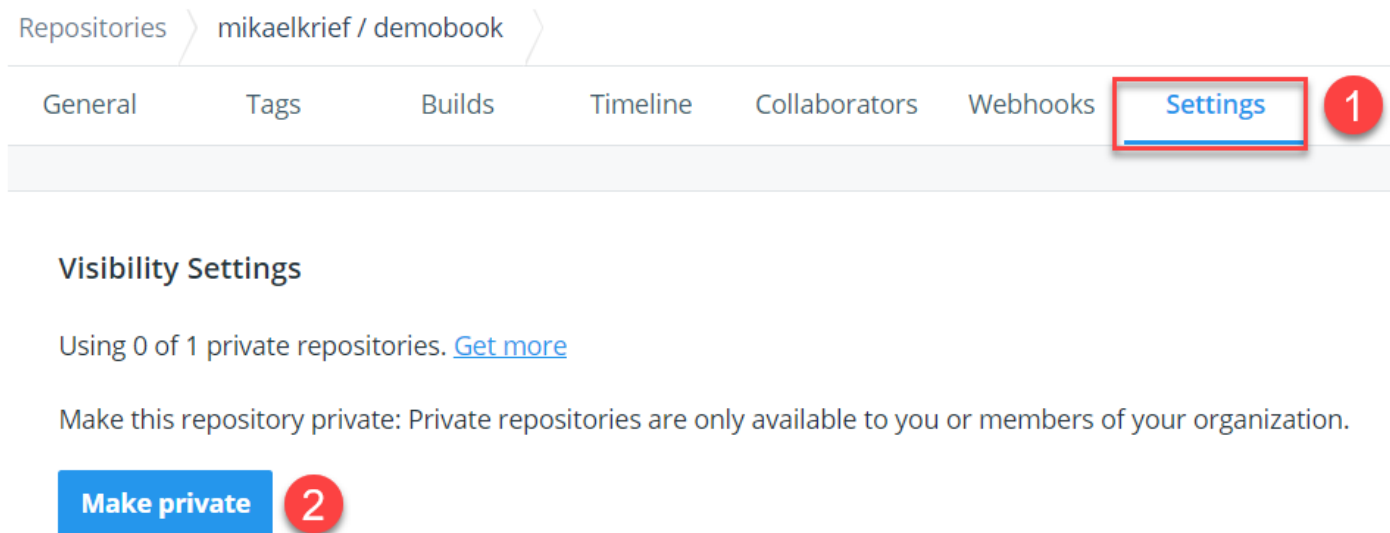 Repositories mikaelkrief / demobook
General Tags Builds Timeline Collaborators Webhooks Settings 1
Visibility Settings
Using 0 of 1 private repositories. Get more
Make this repository private: Private repositories are only available to you or members of your organization.
Make private 2